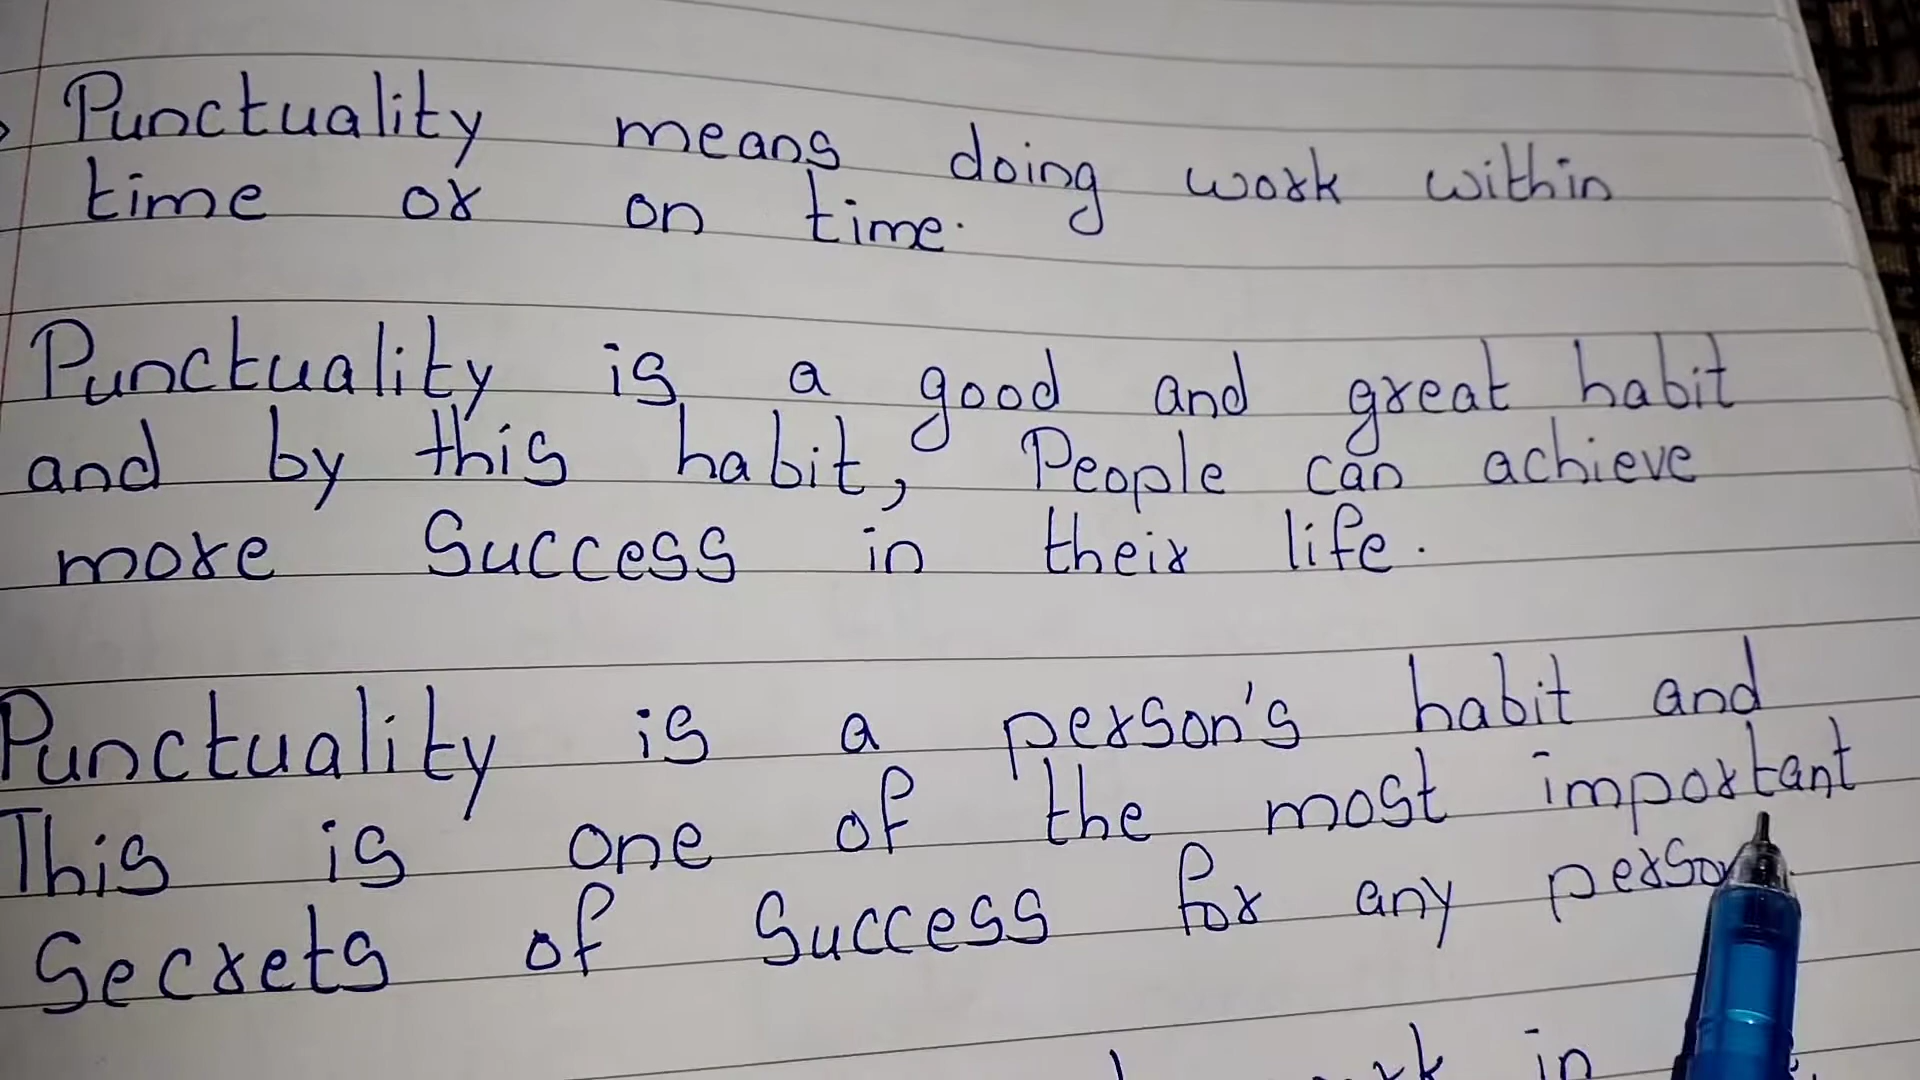 Punctuality means doing work within
time or on time.
Punctuality is a good and great habit
and by this habit, People can achieve
more Success in their life.
Punctuality is a person's habit and
This is one of the most important
Secrets of Success for any person
in